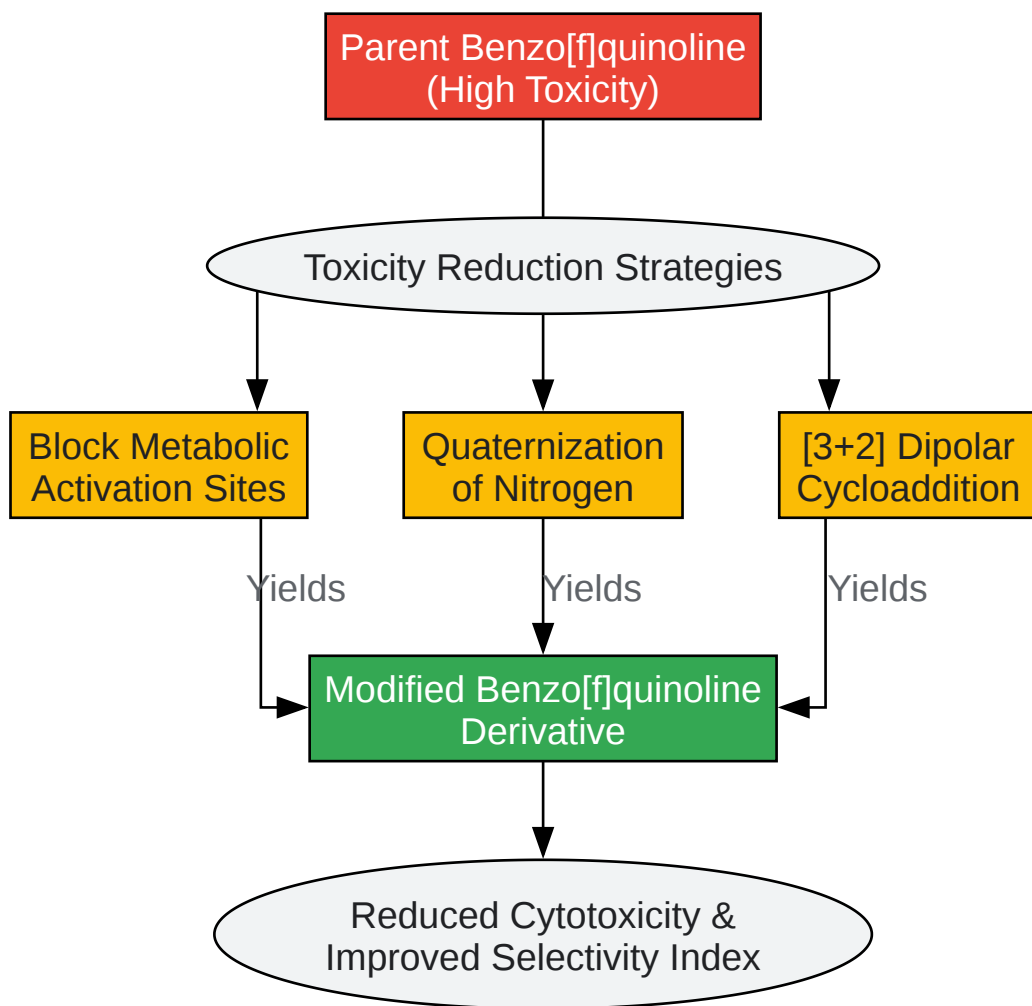 Parent Benzo[f]quinoline
(High Toxicity)
Toxicity Reduction Strategies
Block Metabolic
Activation Sites
Quaternization
of Nitrogen
[3+2] Dipolar
Cycloaddition
Yields
Yields
Yields
Modified Benzo[f]quinoline
Derivative
Reduced Cytotoxicity &
Improved Selectivity Index